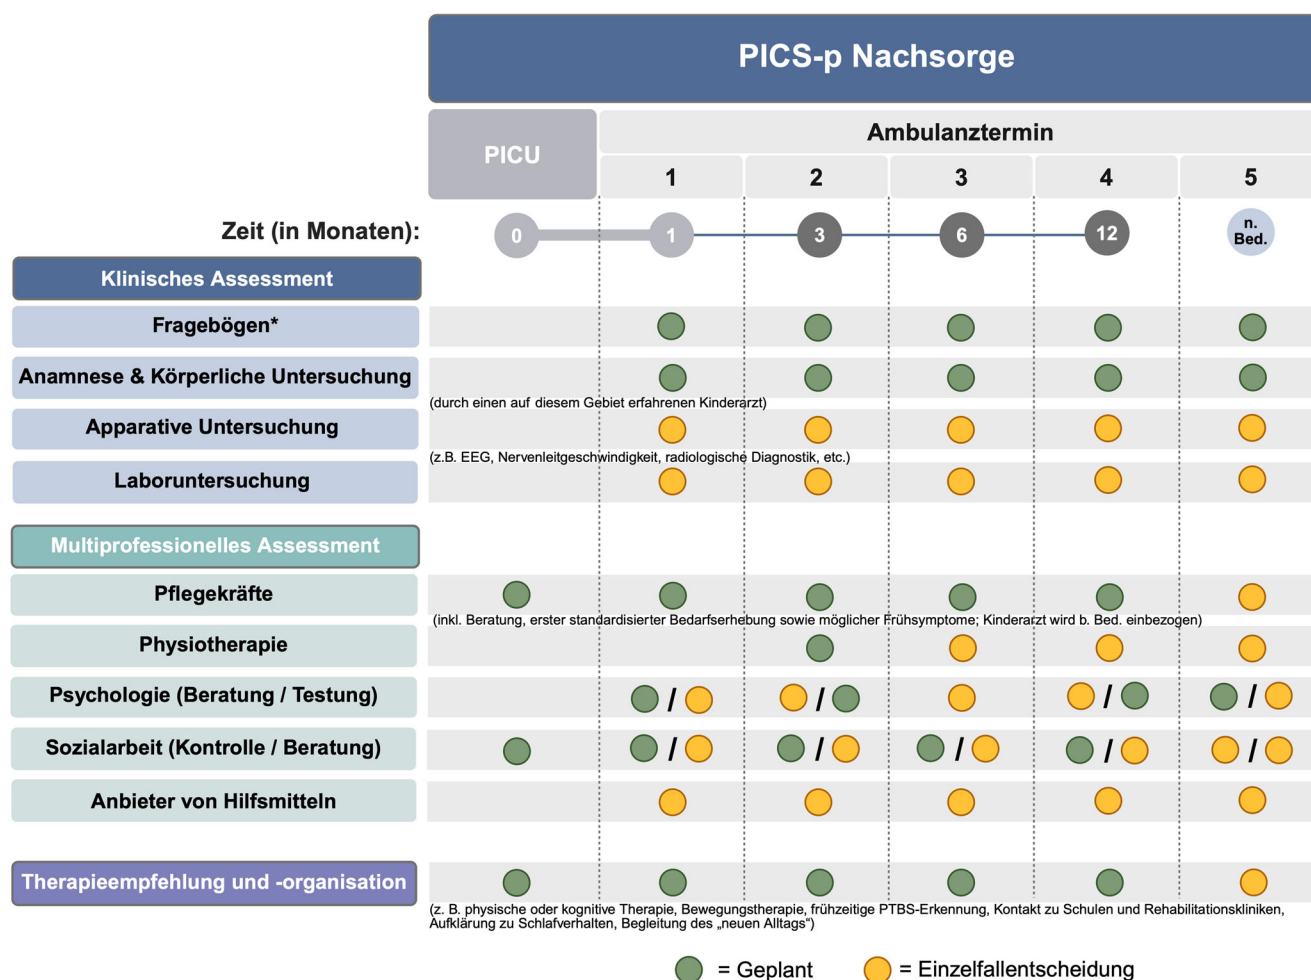 PICS-p Nachsorge
PICU
Ambulanztermin
1 2 3 4 5
Zeit (in Monaten):
0 1 3 6 12 n. Bed.
Klinisches Assessment
Fragebögen*
Anamnese & Körperliche Untersuchung
(durch einen auf diesem Gebiet erfahrenen Kinderarzt)
Apparative Untersuchung
(z.B. EEG, Nervenleitgeschwindigkeit, radiologische Diagnostik, etc.)
Laboruntersuchung
Multiprofessionelles Assessment
Pflegekräfte
(inkl. Beratung, erster standardisierter Bedarfserhebung sowie möglicher Frühsymptome; Kinderarzt wird b. Bed. einbezogen)
Physiotherapie
Psychologie (Beratung / Testung)
/ / / /
Sozialarbeit (Kontrolle / Beratung)
/ / / / /
Anbieter von Hilfsmitteln
Therapieempfehlung und -organisation
(z. B. physische oder kognitive Therapie, Bewegungstherapie, frühzeitige PTBS-Erkennung, Kontakt zu Schulen und Rehabilitationskliniken,
Aufklärung zu Schlafverhalten, Begleitung des „neuen Alltags“)
= Geplant
= Einzelfallentscheidung